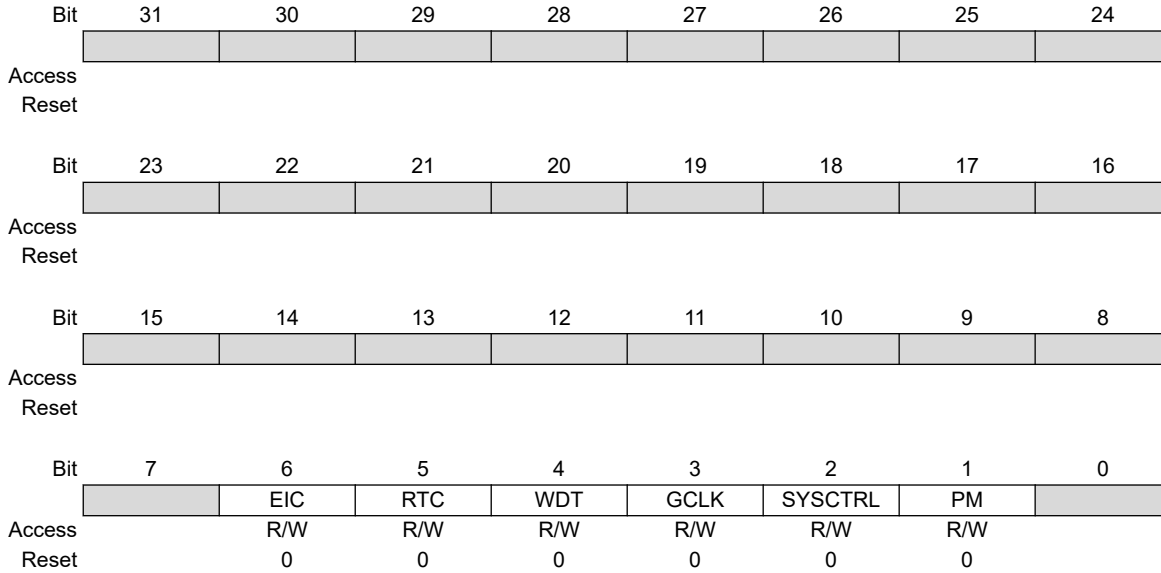 Bit 31 30 29 28 27 26 25 24
Access
Reset
Bit 23 22 21 20 19 18 17 16
Access
Reset
Bit 15 14 13 12 11 10 9 8
Access
Reset
Bit 7 6 5 4 3 2 1 0
EIC RTC WDT GCLK SYSCTRL PM
Access R/W R/W R/W R/W R/W R/W
Reset 0 0 0 0 0 0